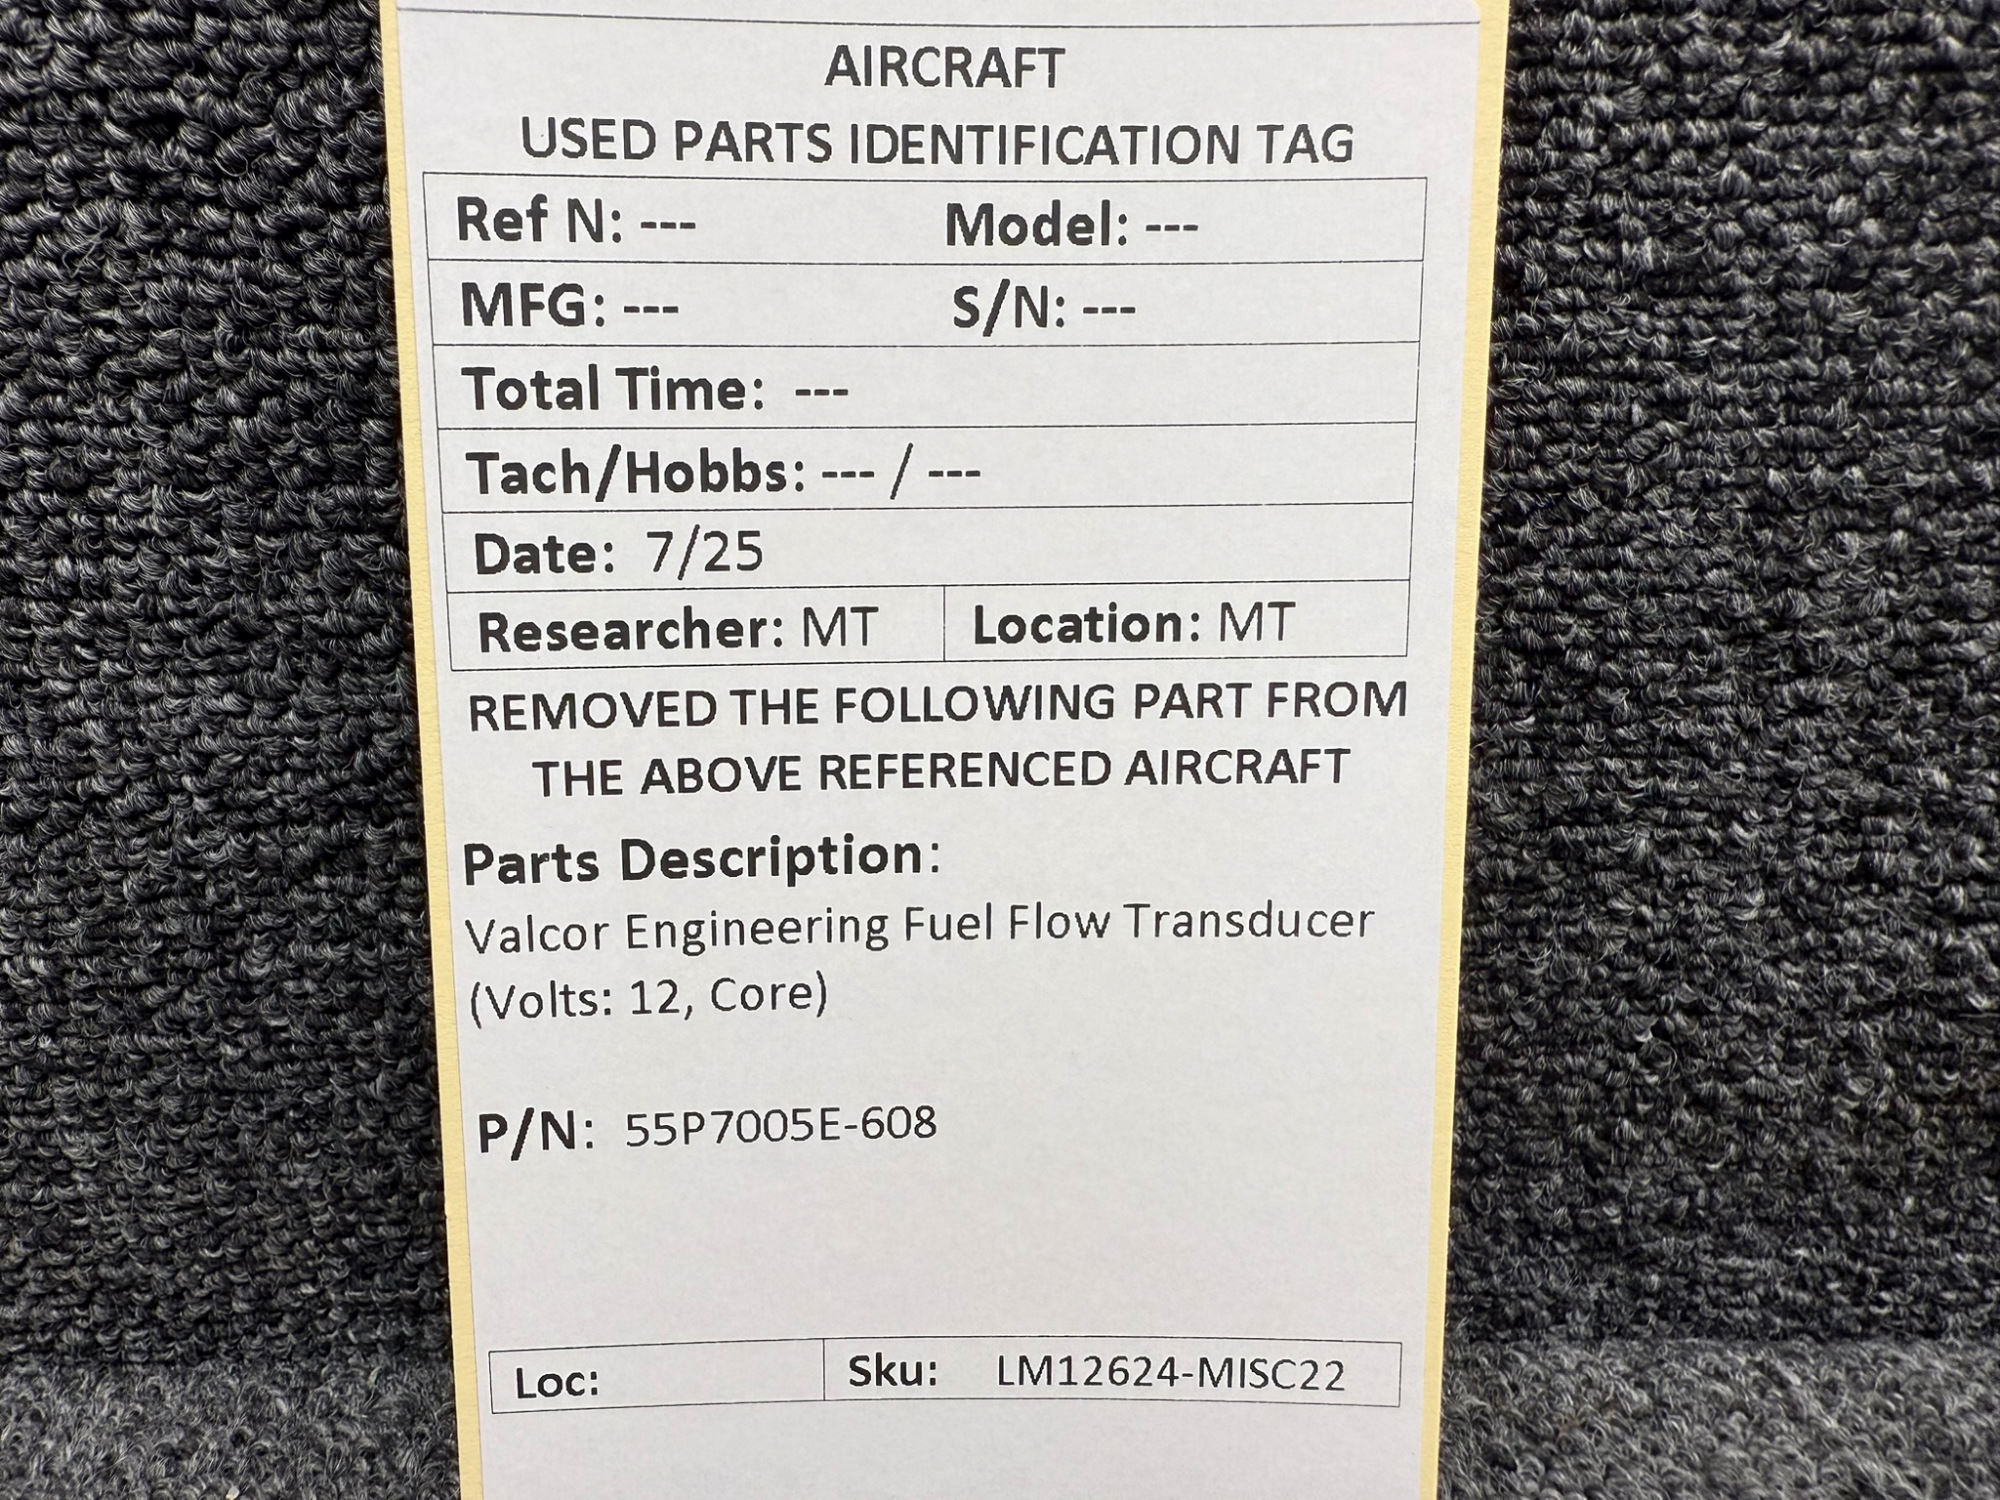 AIRCRAFT
USED PARTS IDENTIFICATION TAG
Ref N: --- Model: ---
MFG: --- S/N: ---
Total Time: ---
Tach/Hobbs: --- / ---
Date: 7/25
Researcher: MT Location: MT
REMOVED THE FOLLOWING PART FROM
THE ABOVE REFERENCED AIRCRAFT
Parts Description:
Valcor Engineering Fuel Flow Transducer
(Volts: 12, Core)
P/N: 55P7005E-608
Loc: Sku: LM12624-MISC22